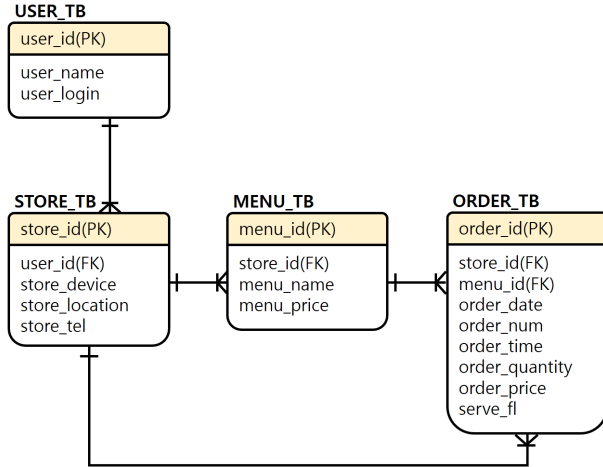 USER_TB
user_id(PK)
user_name
user_login
STORE_TB
store_id(PK)
user_id(FK)
store_device
store_location
store_tel
MENU_TB
menu_id(PK)
store_id(FK)
menu_name
menu_price
ORDER_TB
order_id(PK)
store_id(FK)
menu_id(FK)
order_date
order_num
order_time
order_quantity
order_price
serve_fl